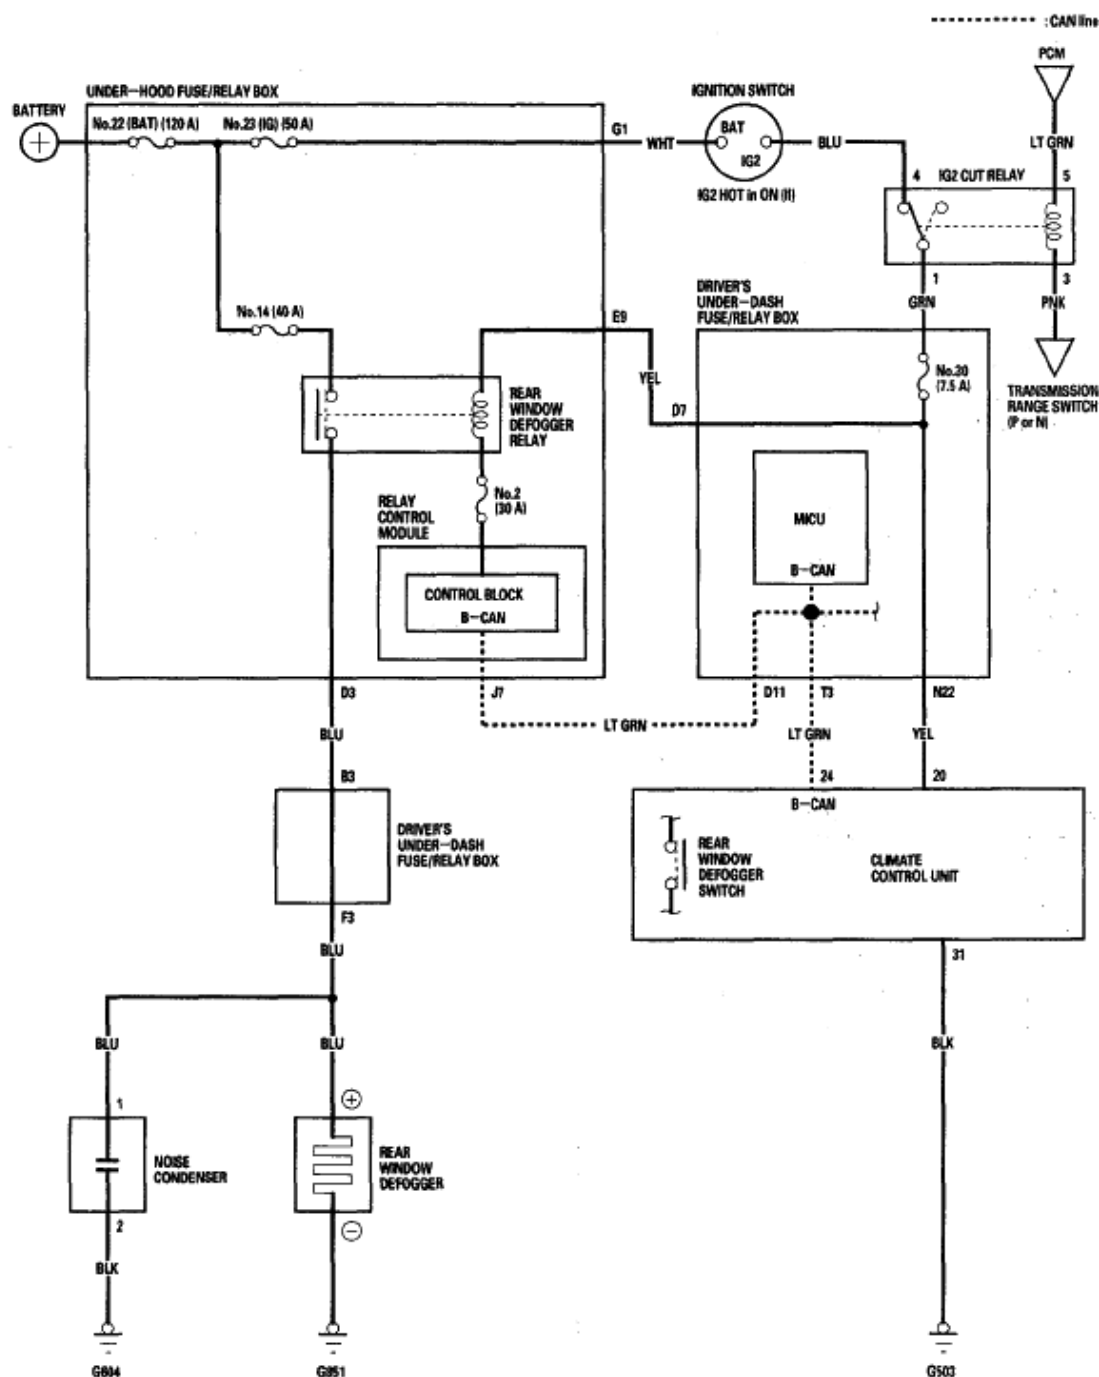 : CAN line
PCM
UNDER-HOOD FUSE/RELAY BOX
IGNITION SWITCH
BATTERY
No.22 (BAT) (120 A)
No.23 (IG) (50 A)
G1
WHT
BAT
IG2
BLU
LT GRN
IG2 HOT in ON (II)
4
IG2 CUT RELAY
5
1
3
GRN
PNK
DRIVER'S
UNDER-DASH
FUSE/RELAY BOX
No.14 (40 A)
E9
YEL
No.30
(7.5 A)
TRANSMISSION
RANGE SWITCH
(P or N)
REAR
WINDOW
DEFOGGER
RELAY
D7
No.2
(30 A)
RELAY
CONTROL
MODULE
MICU
B-CAN
CONTROL BLOCK
B-CAN
D3
J7
D11
T3
N22
BLU
LT GRN
LT GRN
YEL
B3
24
20
B-CAN
DRIVER'S
UNDER-DASH
FUSE/RELAY BOX
REAR
WINDOW
DEFOGGER
SWITCH
CLIMATE
CONTROL UNIT
F3
31
BLU
BLU
BLU
BLK
1
+
NOISE
CONDENSER
REAR
WINDOW
DEFOGGER
2
−
BLK
G604
G851
G503